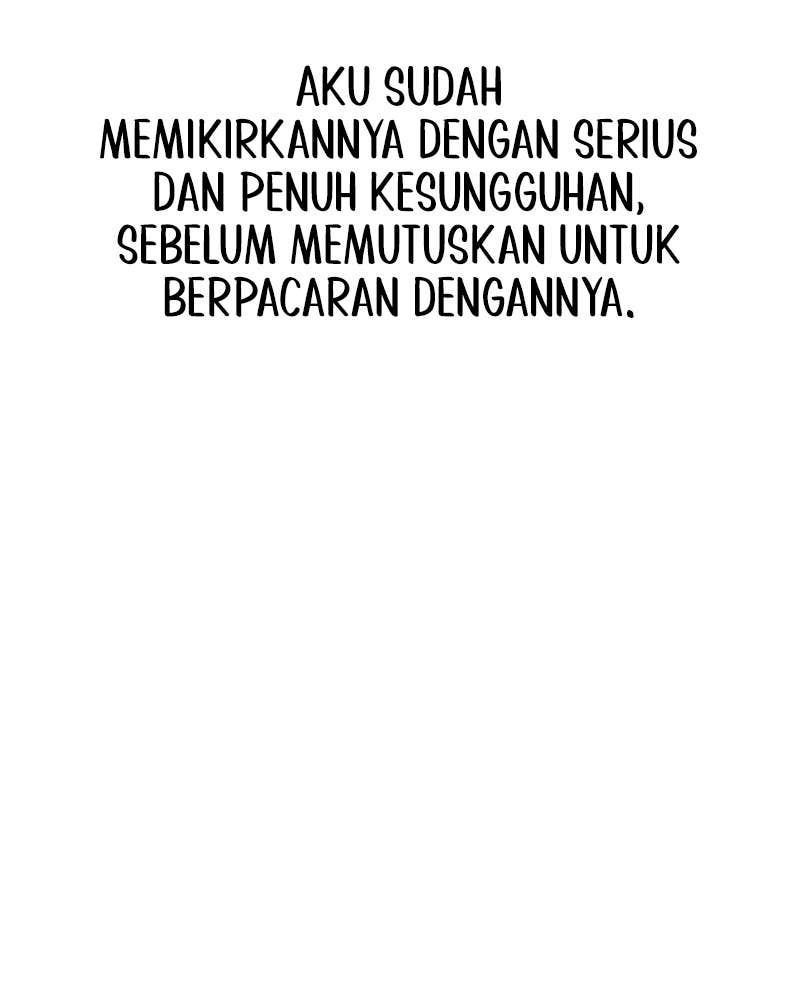 AKU SUDAH
MEMIKIRKANNYA DENGAN SERIUS
DAN PENUH KESUNGGUHAN,
SEBELUM MEMUTUSKAN UNTUK
BERPACARAN DENGANNYA.